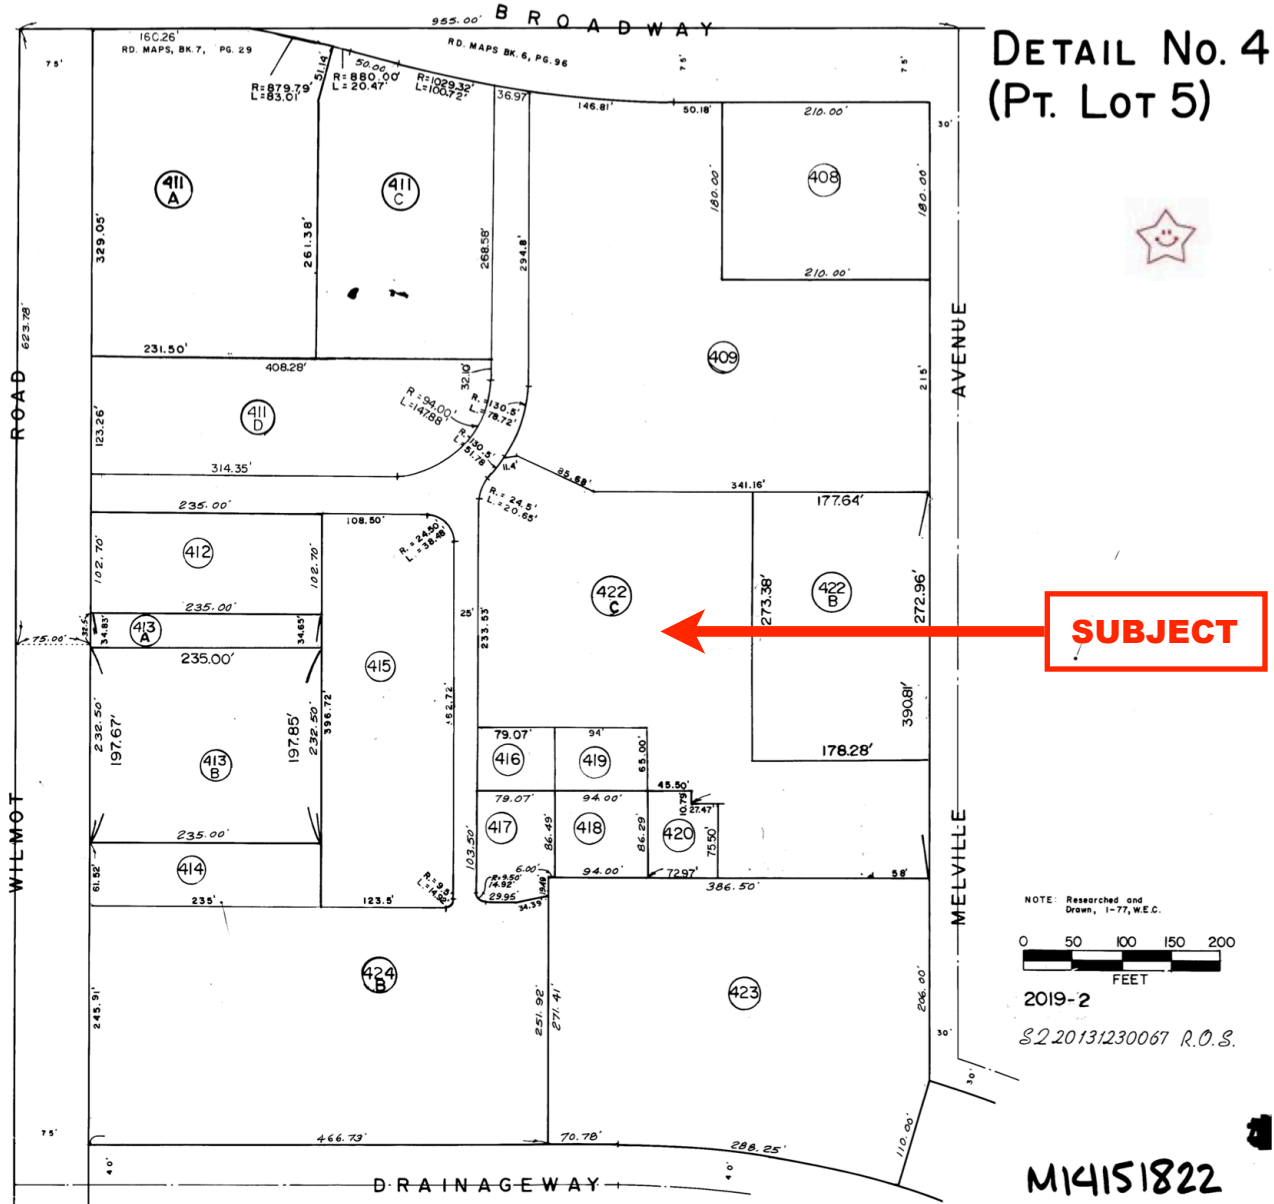 BROADWAY
955.00'
160.26'
RD. MAPS, BK. 7, PG. 29
RD. MAPS BK. 6, PG. 96
DETAIL No. 4
(PT. LOT 5)
75'
75'
75'
30'
R=879.79'
L=83.01'
51.14'
50.00'
R=880.00'
L=20.47'
R=1029.32'
L=100.72'
36.97
146.81'
50.18'
210.00'
411
A
411
C
408
180.00'
180.00'
329.05'
261.38'
268.58'
294.8'
210.00'
623.78'
231.50'
408.28'
32.10'
409
215'
AVENUE
ROAD
411
D
123.26'
R=94.00'
L=147.88'
R.=130.5'
L.=78.72'
R.=130.5'
L=51.78
11.4'
85.68'
314.35'
341.16'
177.64'
235.00'
108.50'
R.=24.50'
L.=38.48'
R.=24.5'
L.=20.65'
412
102.70'
102.70'
422
C
422
B
273.38'
272.96'
235.00'
25'
233.53'
34.83'
413
A
34.65'
75.00'
SUBJECT
235.00'
415
232.50'
197.67'
197.85'
232.50'
396.72'
162.72'
390.81'
413
B
79.07'
94'
65.00'
178.28'
416
419
45.50'
10.79'
27.47'
79.07'
94.00'
417
418
420
103.50'
86.49'
86.29'
75.50'
235.00'
WILMOT
MELVILLE
414
61.52'
R.=9.5'
L.=14.92'
6.00'
R=9.50'
14.92'
29.95'
19.49'
34.39'
94.00'
72.97'
386.50'
58'
235'
123.5'
NOTE: Researched and
Drawn, 1-77, W.E.C.
0 50 100 150 200
FEET
2019-2
S220131230067 R.O.S.
424
B
423
245.91'
251.92'
271.41'
206.00'
30'
30'
75'
466.73'
70.78'
288.25'
110.00'
40'
40'
DRAINAGEWAY
M14151822